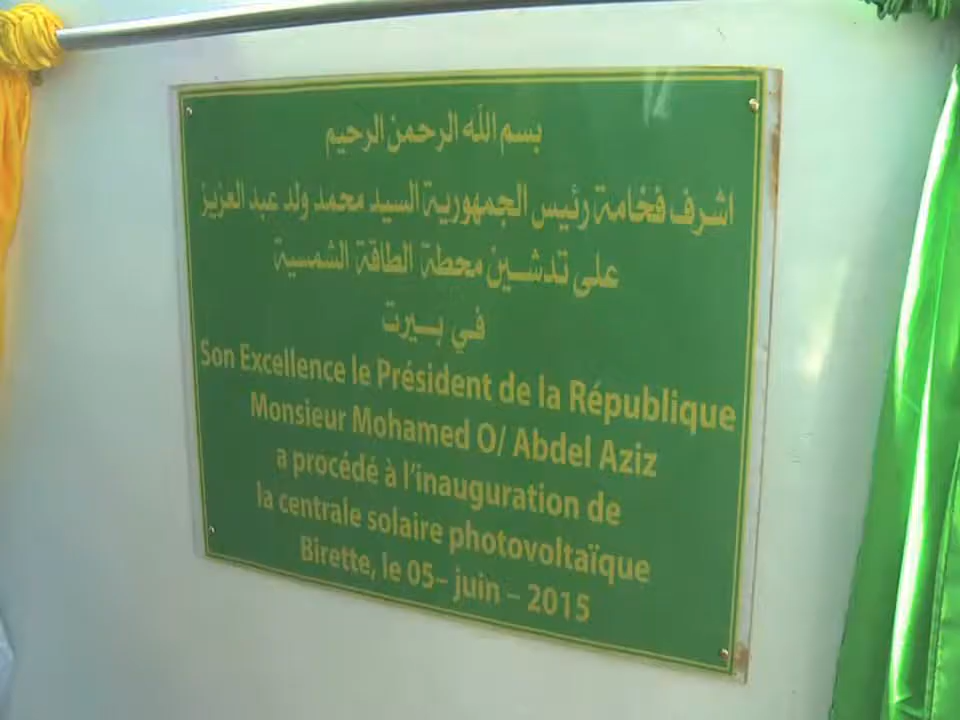 بسم الله الرحمن الرحيم
اشرف فخامة رئيس الجمهورية السيد محمد ولد عبد العزيز
على تدشين محطة الطاقة الشمسية
في بيرت
Son Excellence le Président de la République
Monsieur Mohamed O/ Abdel Aziz
a procédé à l'inauguration de
la centrale solaire photovoltaïque
Birette, le 05– juin – 2015